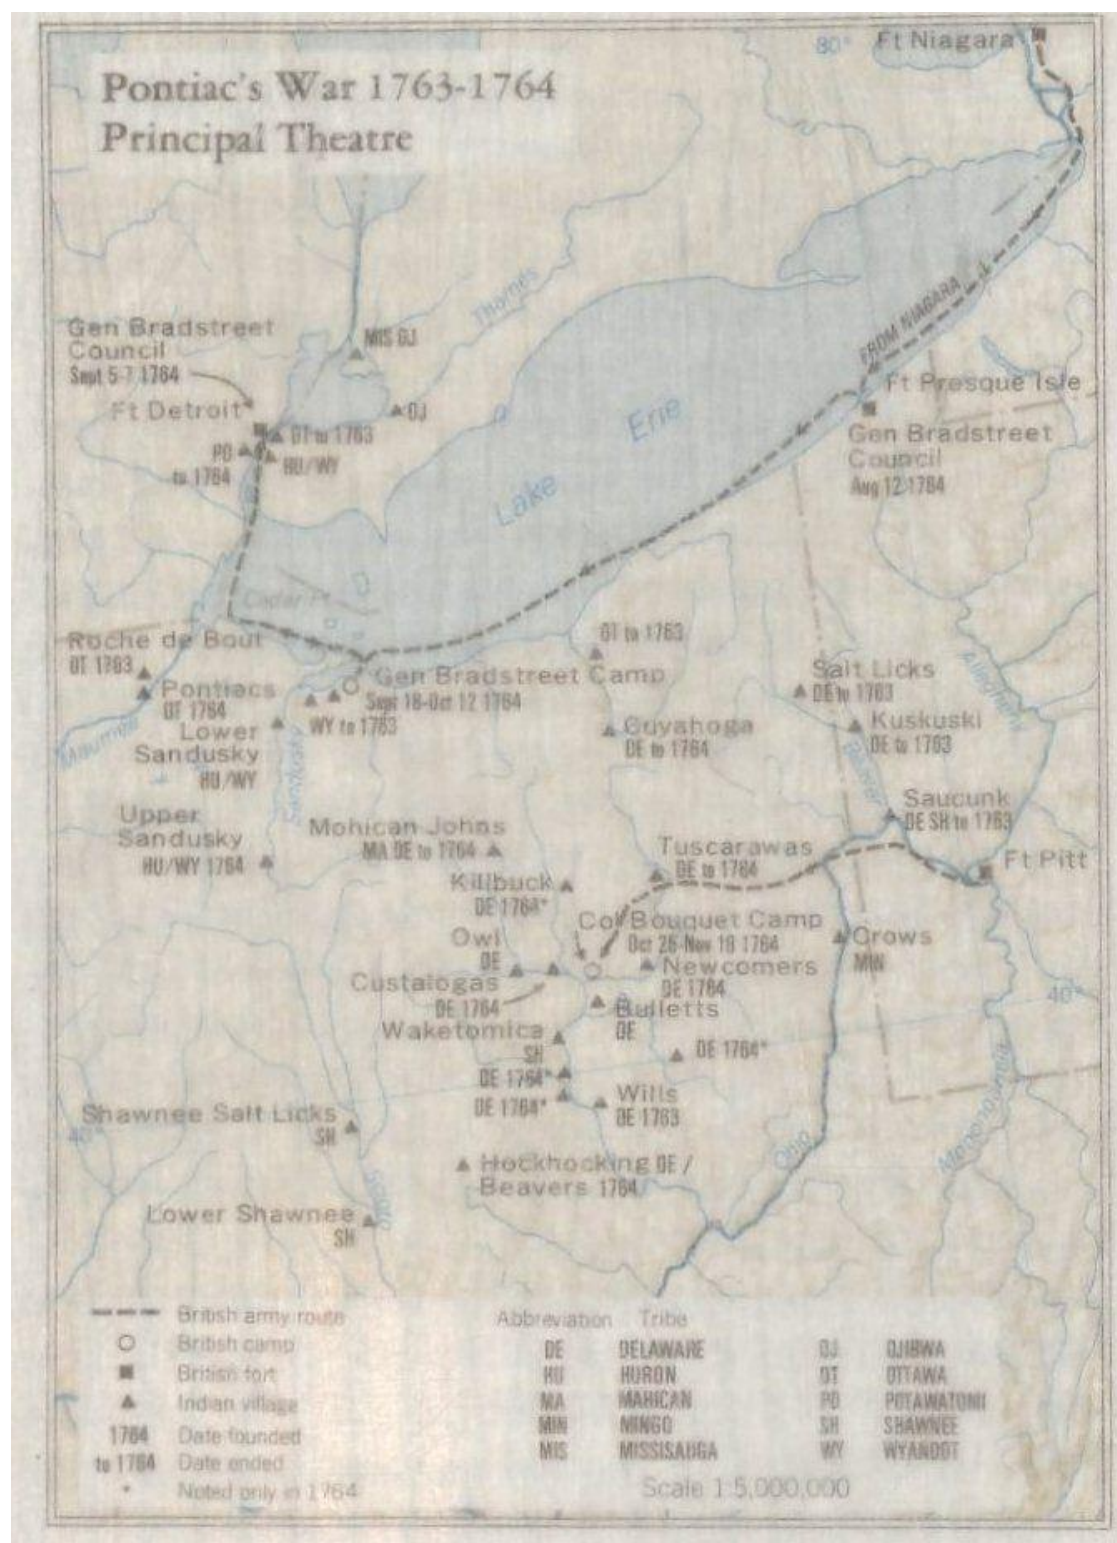 80° Ft Niagara
Pontiac's War 1763-1764
Principal Theatre
Thames
Gen Bradstreet
Council
Sept 5-7 1764
MIS OJ
FROM NIAGARA
Ft Detroit
OJ
OT to 1763
PO
to 1764
HU/WY
Ft Presque Isle
Gen Bradstreet
Council
Aug 12 1764
Lake Erie
Cedar Pt
Roche de Bout
OT 1763
Pontiacs
OT 1764
Maumee
Gen Bradstreet Camp
Sept 18-Oct 12 1764
WY to 1763
Lower
Sandusky
HU/WY
Sandusky
OT to 1763
Cuyahoga
DE to 1764
Salt Licks
DE to 1763
Allegheny
Kuskuski
DE to 1763
Beaver
Saucunk
DE SH to 1763
Ft Pitt
Upper
Sandusky
HU/WY 1764
Mohican Johns
MA DE to 1764
Tuscarawas
DE to 1764
Killbuck
DE 1764*
Col Bouquet Camp
Oct 26-Nov 18 1764
Owl
DE
Crows
MIN
Newcomers
DE 1764
Custalogas
DE 1764
Bulletts
DE
40°
Waketomica
SH
DE 1764*
DE 1764*
DE 1764*
Wills
DE 1763
Monongahela
Shawnee Salt Licks
SH
40°
Ohio
Hockhocking DE /
Beavers 1764
Scioto
Lower Shawnee
SH
British army route
British camp
British fort
Indian village
1764 Date founded
to 1764 Date ended
* Noted only in 1764
Abbreviation Tribe
DE DELAWARE
HU HURON
MA MAHICAN
MIN MINGO
MIS MISSISAUGA
OJ OJIBWA
OT OTTAWA
PO POTAWATOMI
SH SHAWNEE
WY WYANDOT
Scale 1:5,000,000